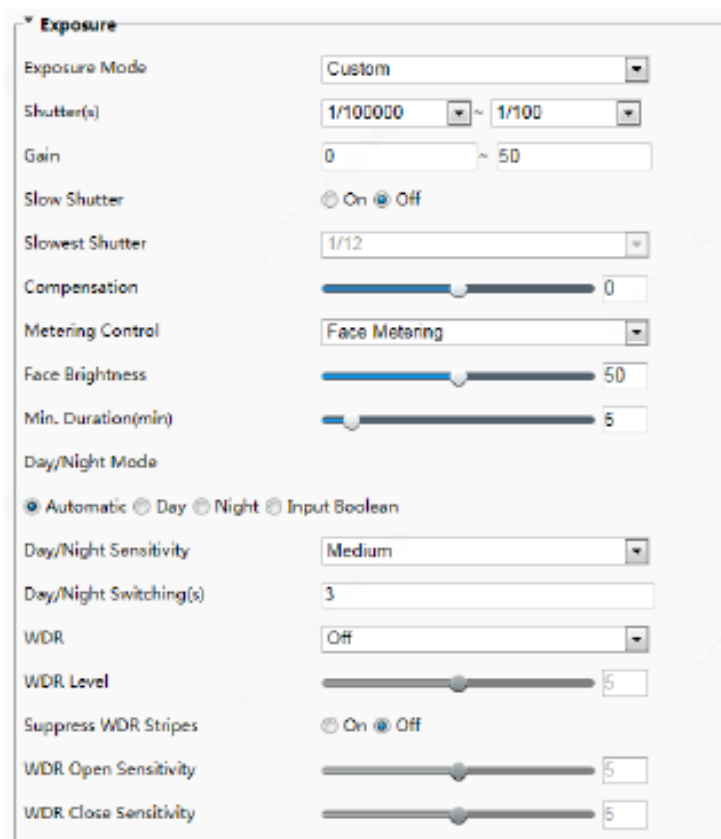 Exposure
Exposure Mode Custom
Shutter(s) 1/100000 ~ 1/100
Gain 0 ~ 50
Slow Shutter On Off
Slowest Shutter 1/12
Compensation 0
Metering Control Face Metering
Face Brightness 50
Min. Duration(min) 5
Day/Night Mode
Automatic Day Night Input Boolean
Day/Night Sensitivity Medium
Day/Night Switching(s) 3
WDR Off
WDR Level 5
Suppress WDR Stripes On Off
WDR Open Sensitivity 5
WDR Close Sensitivity 5